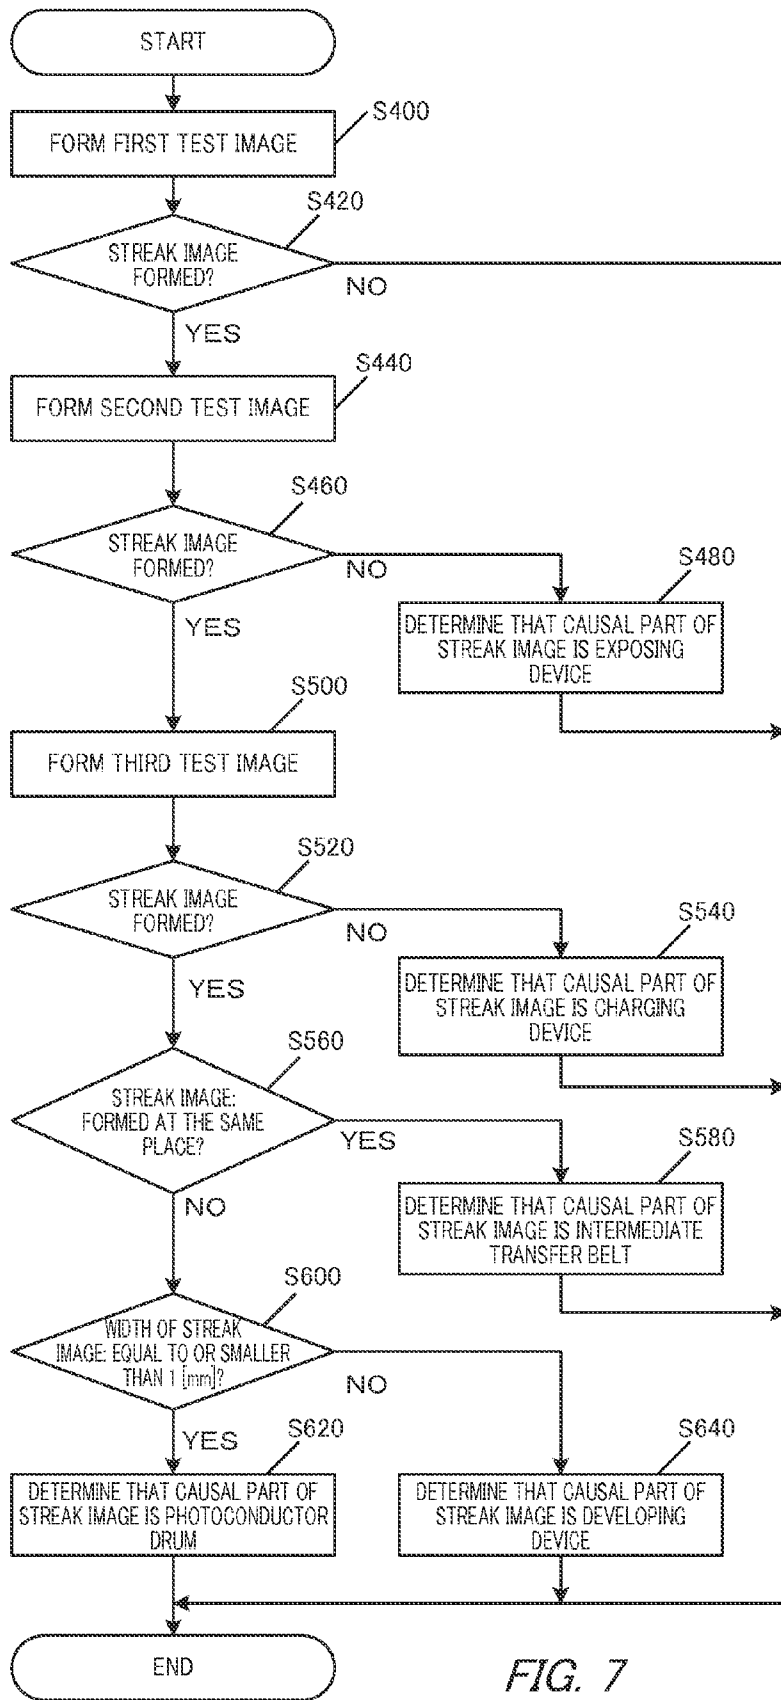 START
S400
FORM FIRST TEST IMAGE
S420
STREAK IMAGE
FORMED?
NO
YES
S440
FORM SECOND TEST IMAGE
S460
STREAK IMAGE
FORMED?
NO
YES
S480
DETERMINE THAT CAUSAL PART OF
STREAK IMAGE IS EXPOSING
DEVICE
S500
FORM THIRD TEST IMAGE
S520
STREAK IMAGE
FORMED?
NO
YES
S540
DETERMINE THAT CAUSAL PART OF
STREAK IMAGE IS CHARGING
DEVICE
S560
STREAK IMAGE:
FORMED AT THE SAME
PLACE?
YES
NO
S580
DETERMINE THAT CAUSAL PART OF
STREAK IMAGE IS INTERMEDIATE
TRANSFER BELT
S600
WIDTH OF STREAK
IMAGE: EQUAL TO OR SMALLER
THAN 1 [mm]?
NO
YES
S620
DETERMINE THAT CAUSAL PART OF
STREAK IMAGE IS PHOTOCONDUCTOR
DRUM
S640
DETERMINE THAT CAUSAL PART OF
STREAK IMAGE IS DEVELOPING
DEVICE
END
FIG. 7